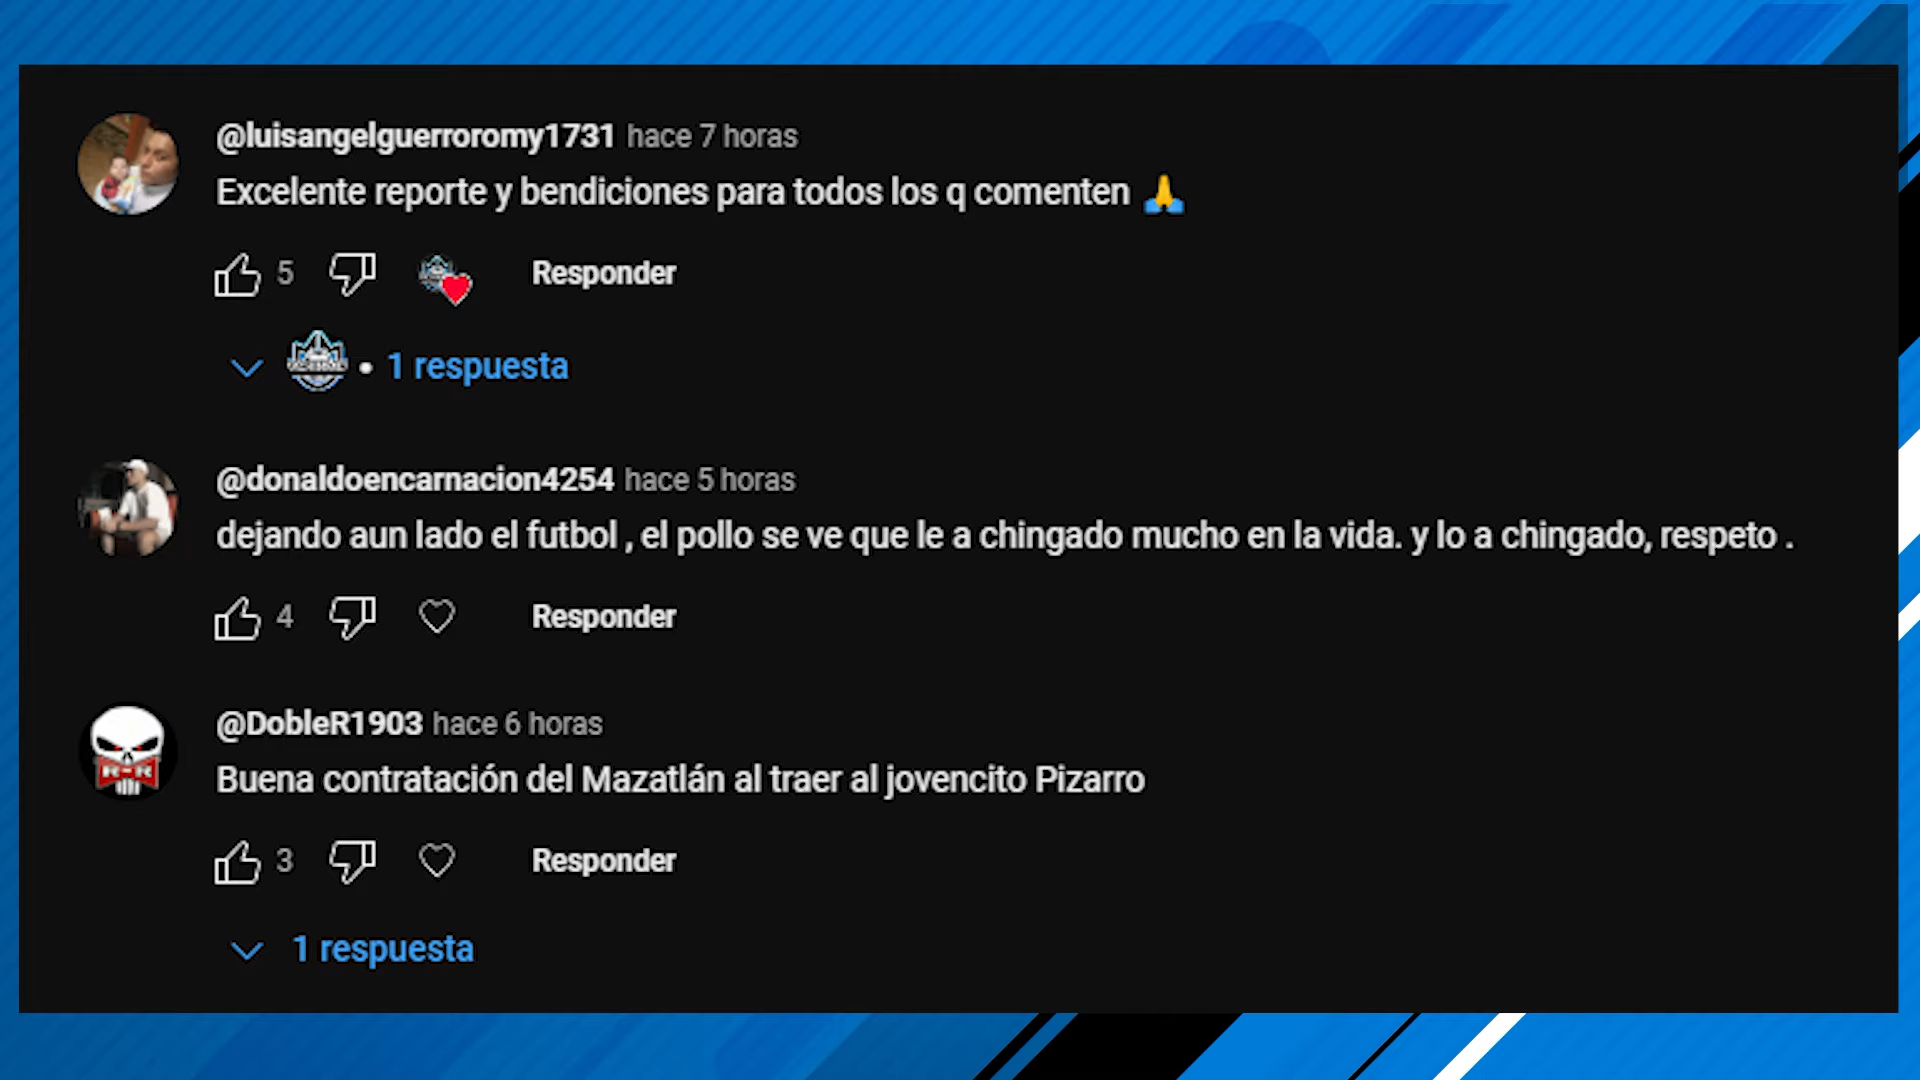 @luisangelguerroromy1731 hace 7 horas
Excelente reporte y bendiciones para todos los q comenten 🙏
5 Responder
• 1 respuesta
@donaldoencarnacion4254 hace 5 horas
dejando aun lado el futbol , el pollo se ve que le a chingado mucho en la vida. y lo a chingado, respeto .
4 Responder
@DobleR1903 hace 6 horas
Buena contratación del Mazatlán al traer al jovencito Pizarro
3 Responder
1 respuesta